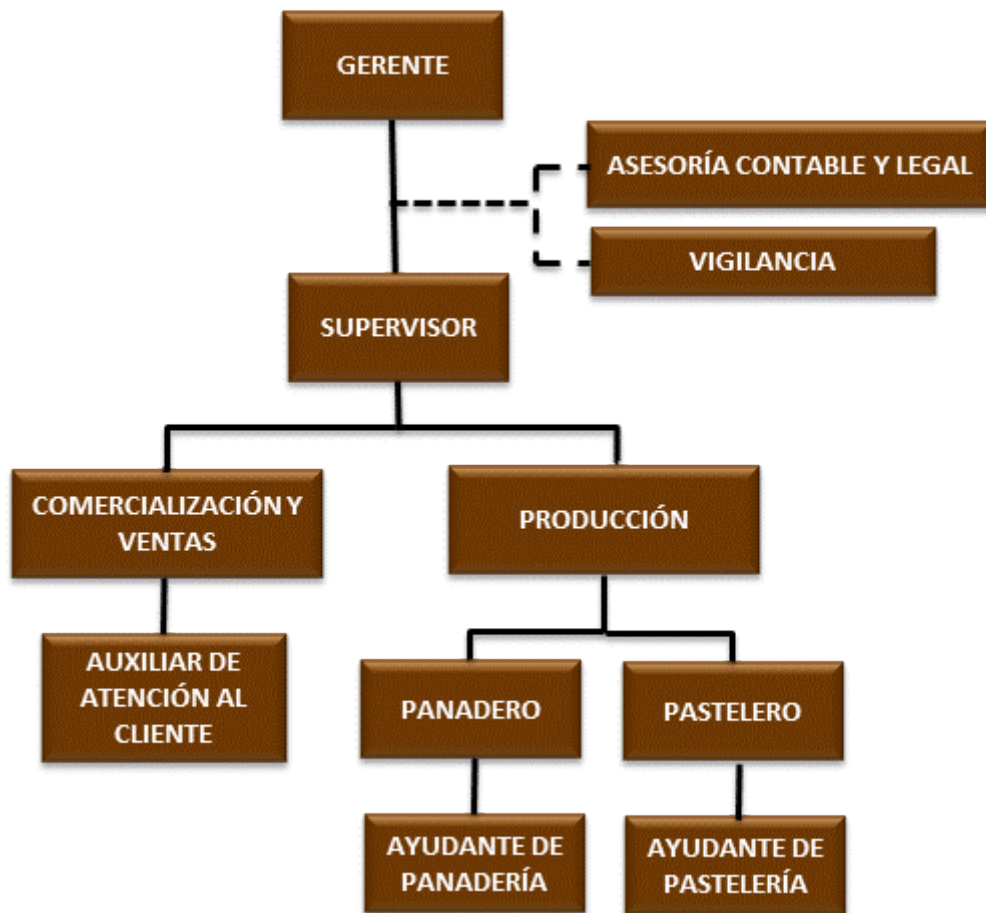 GERENTE
ASESORÍA CONTABLE Y LEGAL
VIGILANCIA
SUPERVISOR
COMERCIALIZACIÓN Y
VENTAS
PRODUCCIÓN
AUXILIAR DE
ATENCIÓN AL
CLIENTE
PANADERO
PASTELERO
AYUDANTE DE
PANADERÍA
AYUDANTE DE
PASTELERÍA